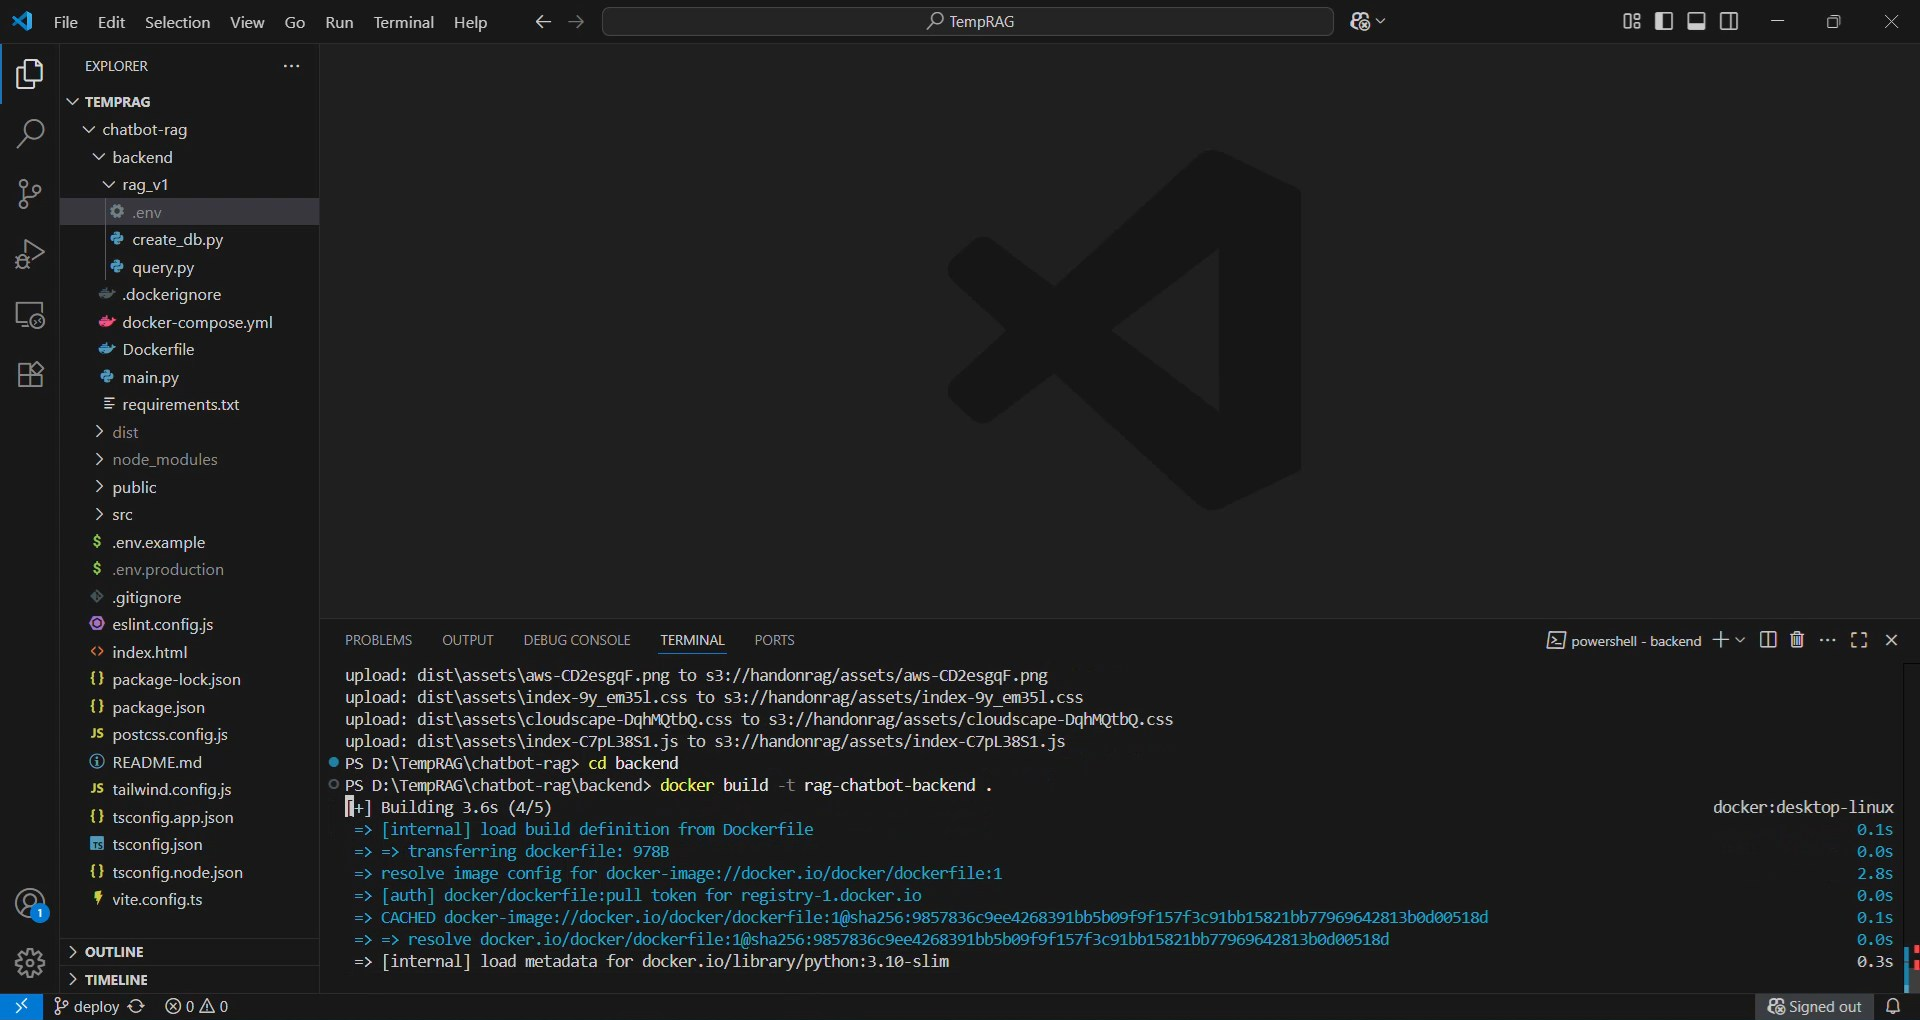 File Edit Selection View Go Run Terminal Help
TempRAG
EXPLORER
TEMPRAG
chatbot-rag
backend
rag_v1
.env
create_db.py
query.py
.dockerignore
docker-compose.yml
Dockerfile
main.py
requirements.txt
dist
node_modules
public
src
$ .env.example
$ .env.production
.gitignore
eslint.config.js
<> index.html
{} package-lock.json
{} package.json
JS postcss.config.js
README.md
JS tailwind.config.js
{} tsconfig.app.json
TS tsconfig.json
{} tsconfig.node.json
vite.config.ts
OUTLINE
TIMELINE
1
PROBLEMS OUTPUT DEBUG CONSOLE TERMINAL PORTS
powershell - backend
upload: dist\assets\aws-CD2esgqF.png to s3://handonrag/assets/aws-CD2esgqF.png
upload: dist\assets\index-9y_em35l.css to s3://handonrag/assets/index-9y_em35l.css
upload: dist\assets\cloudscape-DqhMQtbQ.css to s3://handonrag/assets/cloudscape-DqhMQtbQ.css
upload: dist\assets\index-C7pL38S1.js to s3://handonrag/assets/index-C7pL38S1.js
PS D:\TempRAG\chatbot-rag> cd backend
PS D:\TempRAG\chatbot-rag\backend> docker build -t rag-chatbot-backend .
[+] Building 3.6s (4/5) docker:desktop-linux
=> [internal] load build definition from Dockerfile 0.1s
=> => transferring dockerfile: 978B 0.0s
=> resolve image config for docker-image://docker.io/docker/dockerfile:1 2.8s
=> [auth] docker/dockerfile:pull token for registry-1.docker.io 0.0s
=> CACHED docker-image://docker.io/docker/dockerfile:1@sha256:9857836c9ee4268391bb5b09f9f157f3c91bb15821bb77969642813b0d00518d 0.1s
=> => resolve docker.io/docker/dockerfile:1@sha256:9857836c9ee4268391bb5b09f9f157f3c91bb15821bb77969642813b0d00518d 0.0s
=> [internal] load metadata for docker.io/library/python:3.10-slim 0.3s
deploy 0 0 Signed out